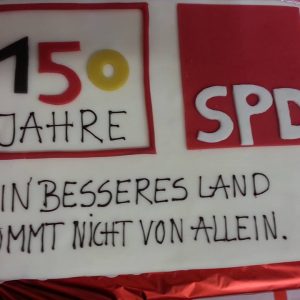 150
JAHRE
SPD
IN BESSERES LAND
OMMT NICHT VON ALLEIN.